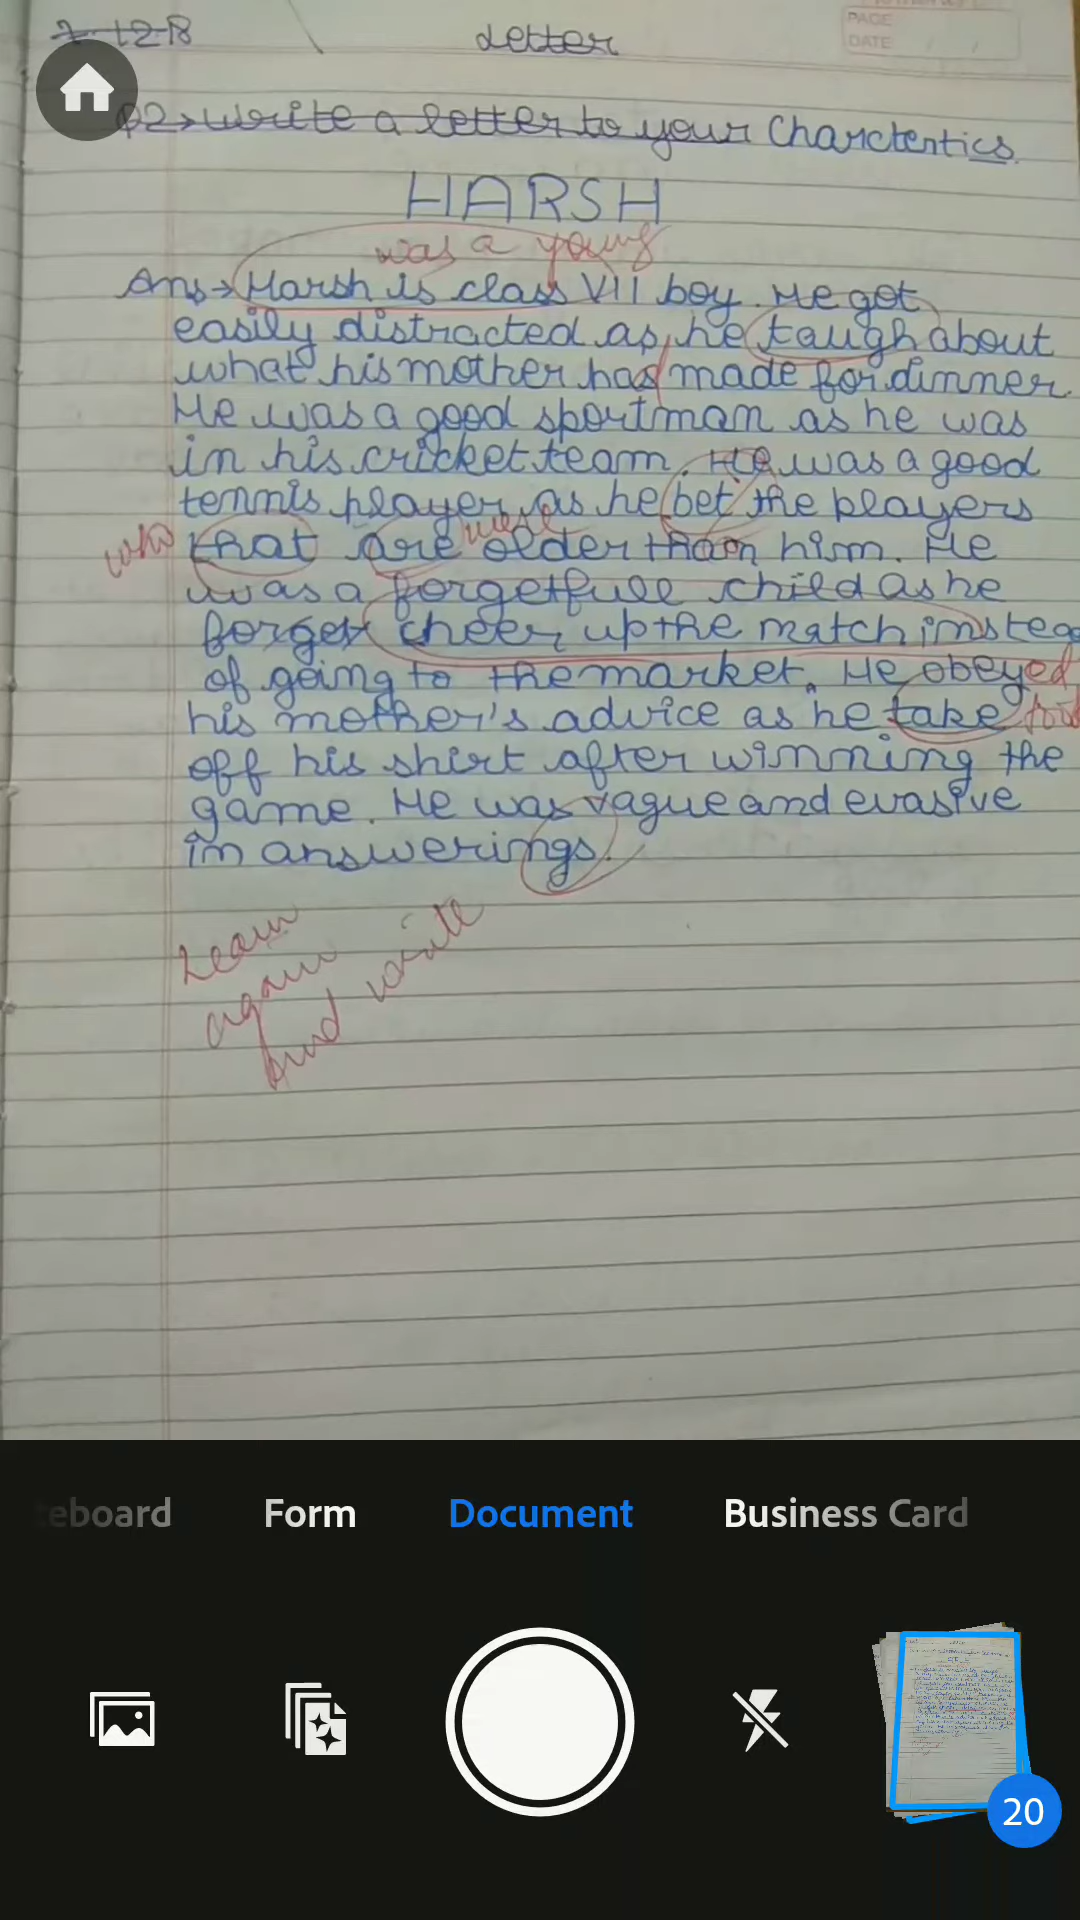 7-12-18
Letter
PAGE
DATE / /
Q2→ Write a letter to your Charctertics
HARSH
was a young
Ans→ Harsh is class VII boy. He got
easily distracted as he taugh about
what his mother has made for dinner.
He was a good sportman as he was
in his cricket team. He was a good
tennis player as he bet the players
who that are were older than him. He
was a forgetfull child as he
forget cheer up the match instead
of going to the market. He obeyed
his mother's advice as he take took
off his shirt after winning the
game. He was vague and evasive
in answerings.
Learn
again
and write
eboard Form Document Business Card
20